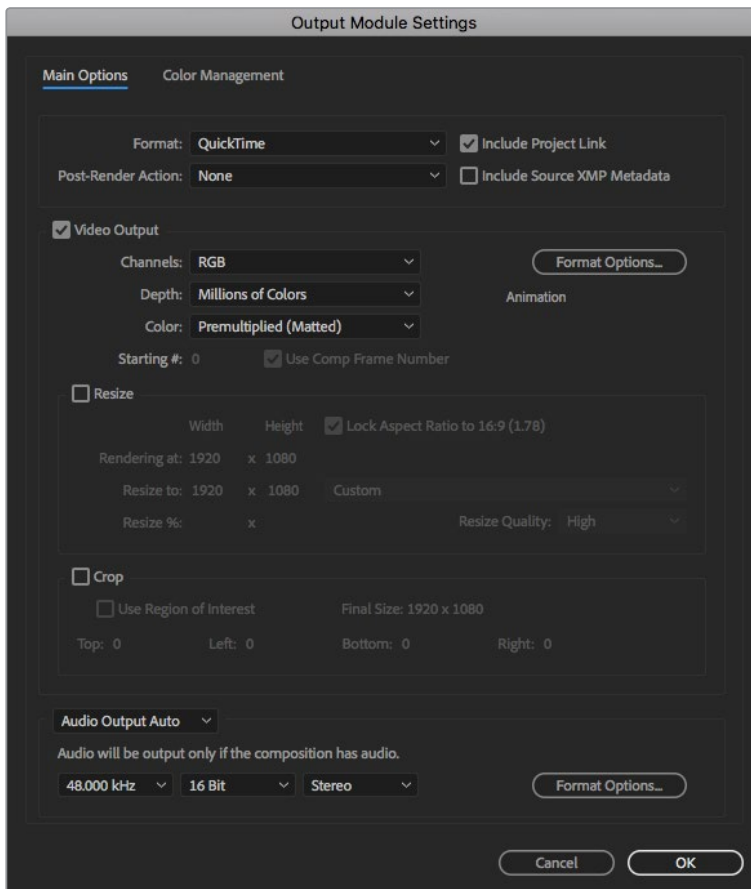 Output Module Settings
Main Options Color Management
Format: QuickTime Include Project Link
Post-Render Action: None Include Source XMP Metadata
Video Output
Channels: RGB Format Options...
Depth: Millions of Colors Animation
Color: Premultiplied (Matted)
Starting #: 0 Use Comp Frame Number
Resize
Width Height Lock Aspect Ratio to 16:9 (1.78)
Rendering at: 1920 x 1080
Resize to: 1920 x 1080 Custom
Resize %: x Resize Quality: High
Crop
Use Region of Interest Final Size: 1920 x 1080
Top: 0 Left: 0 Bottom: 0 Right: 0
Audio Output Auto
Audio will be output only if the composition has audio.
48.000 kHz 16 Bit Stereo Format Options...
Cancel OK